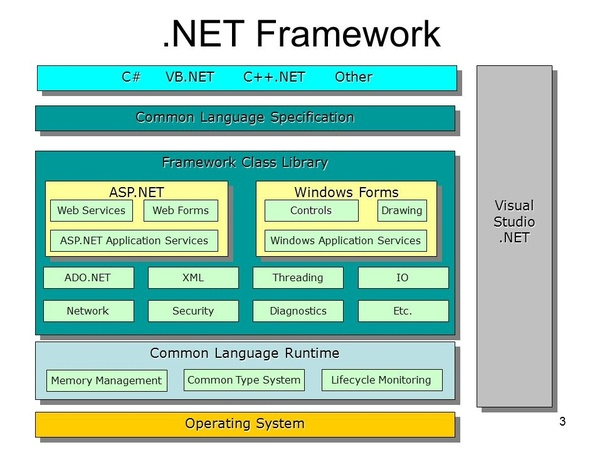 .NET Framework
C# VB.NET C++.NET Other
Common Language Specification
Framework Class Library
ASP.NET
Web Services Web Forms
ASP.NET Application Services
Windows Forms
Controls Drawing
Windows Application Services
ADO.NET XML Threading IO
Network Security Diagnostics Etc.
Common Language Runtime
Memory Management Common Type System Lifecycle Monitoring
Operating System
Visual
Studio
.NET
3